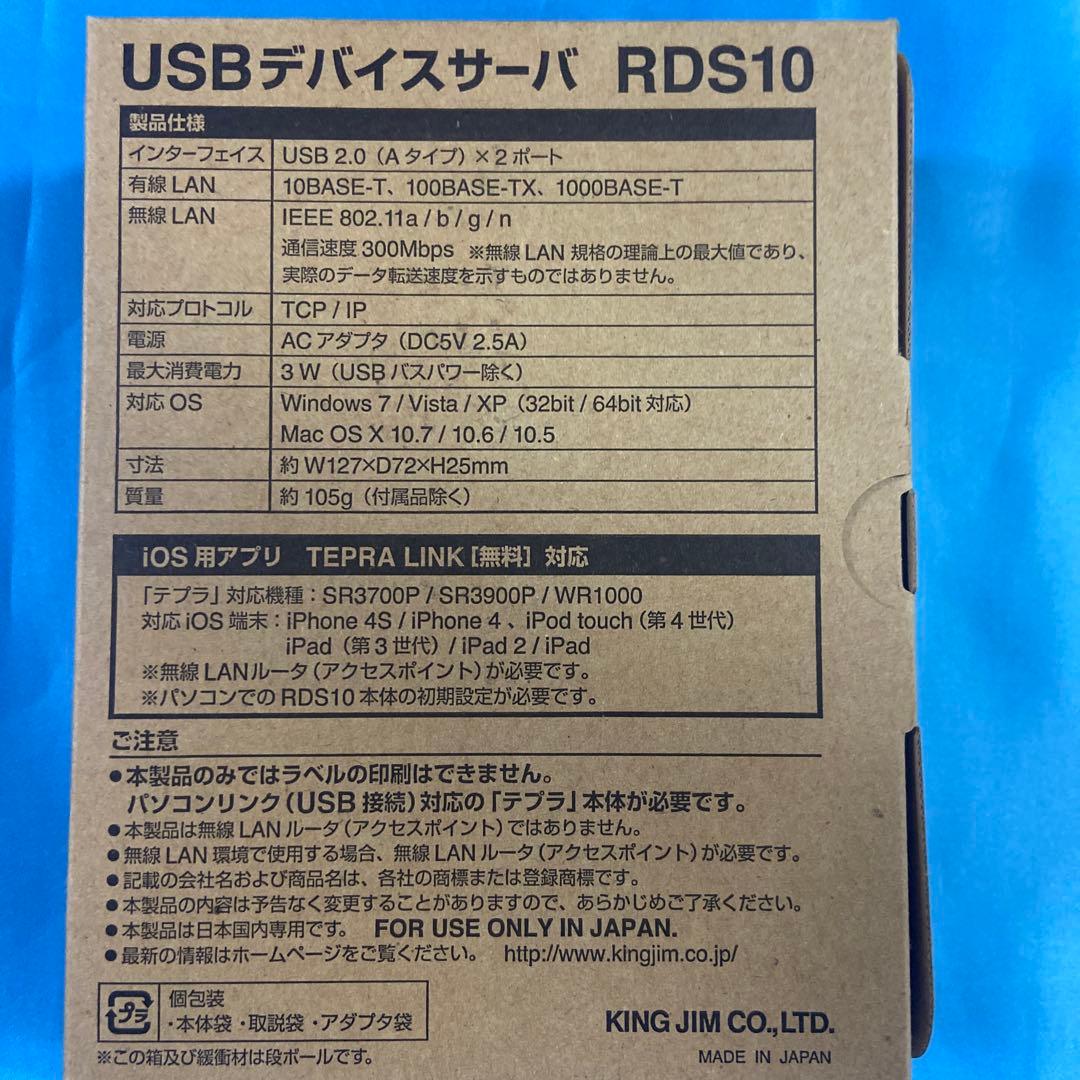 USBデバイスサーバ RDS10
製品仕様
インターフェイス USB 2.0（A タイプ）×2ポート
有線 LAN 10BASE-T、100BASE-TX、1000BASE-T
無線 LAN IEEE 802.11a / b / g / n
通信速度 300Mbps ※無線 LAN 規格の理論上の最大値であり、
実際のデータ転送速度を示すものではありません。
対応プロトコル TCP / IP
電源 AC アダプタ（DC5V 2.5A）
最大消費電力 3 W（USB バスパワー除く）
対応 OS Windows 7 / Vista / XP（32bit / 64bit 対応）
Mac OS X 10.7 / 10.6 / 10.5
寸法 約 W127×D72×H25mm
質量 約 105g（付属品除く）
iOS 用アプリ TEPRA LINK［無料］対応
「テプラ」対応機種：SR3700P / SR3900P / WR1000
対応 iOS 端末：iPhone 4S / iPhone 4 、iPod touch（第 4 世代）
iPad（第 3 世代）/ iPad 2 / iPad
※無線 LANルータ（アクセスポイント）が必要です。
※パソコンでの RDS10 本体の初期設定が必要です。
ご注意
●本製品のみではラベルの印刷はできません。
パソコンリンク（USB 接続）対応の「テプラ」本体が必要です。
●本製品は無線 LAN ルータ（アクセスポイント）ではありません。
●無線 LAN 環境で使用する場合、無線 LAN ルータ（アクセスポイント）が必要です。
●記載の会社名および商品名は、各社の商標または登録商標です。
●本製品の内容は予告なく変更することがありますので、あらかじめご了承ください。
●本製品は日本国内専用です。 FOR USE ONLY IN JAPAN.
●最新の情報はホームページをご覧ください。 http://www.kingjim.co.jp/
プラ
個包装
・本体袋・取説袋・アダプタ袋
※この箱及び緩衝材は段ボールです。
KING JIM CO.,LTD.
MADE IN JAPAN